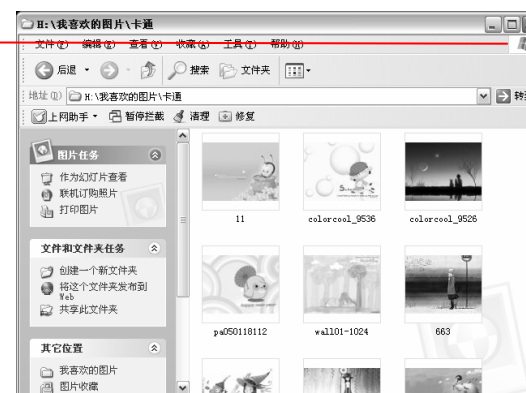 H:\我喜欢的图片\卡通
文件(F) 编辑(E) 查看(V) 收藏(A) 工具(T) 帮助(H)
后退 搜索 文件夹
地址(D) H:\我喜欢的图片\卡通 转到
上网助手 暂停拦截 清理 修复
图片任务
作为幻灯片查看
联机订购照片
打印图片
11 colorcool_9536 colorcool_9526
文件和文件夹任务
创建一个新文件夹
将这个文件夹发布到
Web
共享此文件夹
pa050118112 wall01-1024 663
其它位置
我喜欢的图片
图片收藏